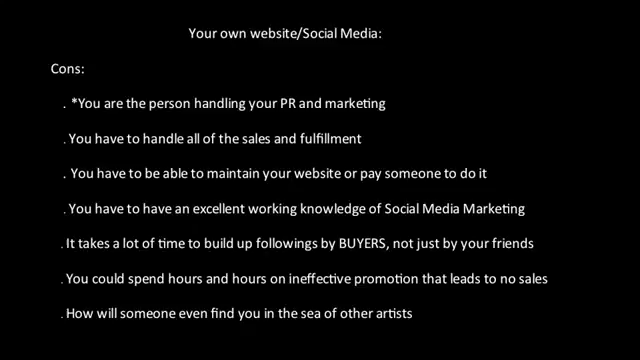 Your own website/Social Media:
Cons:
. *You are the person handling your PR and marketing
. You have to handle all of the sales and fulfillment
. You have to be able to maintain your website or pay someone to do it
. You have to have an excellent working knowledge of Social Media Marketing
. It takes a lot of time to build up followings by BUYERS, not just by your friends
. You could spend hours and hours on ineffective promotion that leads to no sales
. How will someone even find you in the sea of other artists